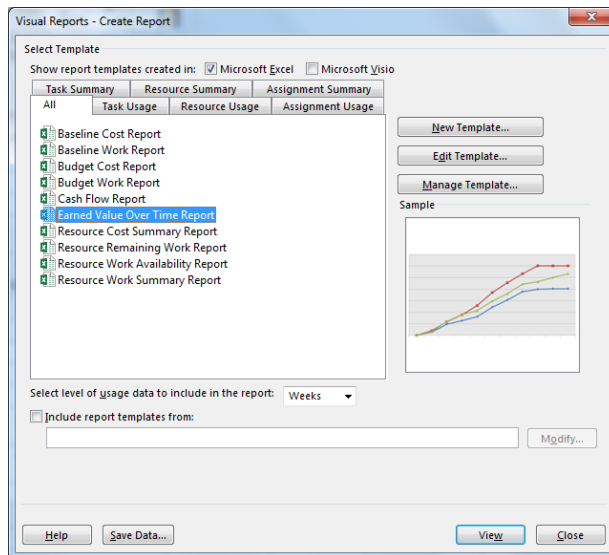 Visual Reports - Create Report
Select Template
Show report templates created in: Microsoft Excel Microsoft Visio
Task Summary Resource Summary Assignment Summary
All Task Usage Resource Usage Assignment Usage
Baseline Cost Report
Baseline Work Report
Budget Cost Report
Budget Work Report
Cash Flow Report
Earned Value Over Time Report
Resource Cost Summary Report
Resource Remaining Work Report
Resource Work Availability Report
Resource Work Summary Report
New Template...
Edit Template...
Manage Template...
Sample
Select level of usage data to include in the report: Weeks
Include report templates from:
Modify...
Help Save Data... View Close